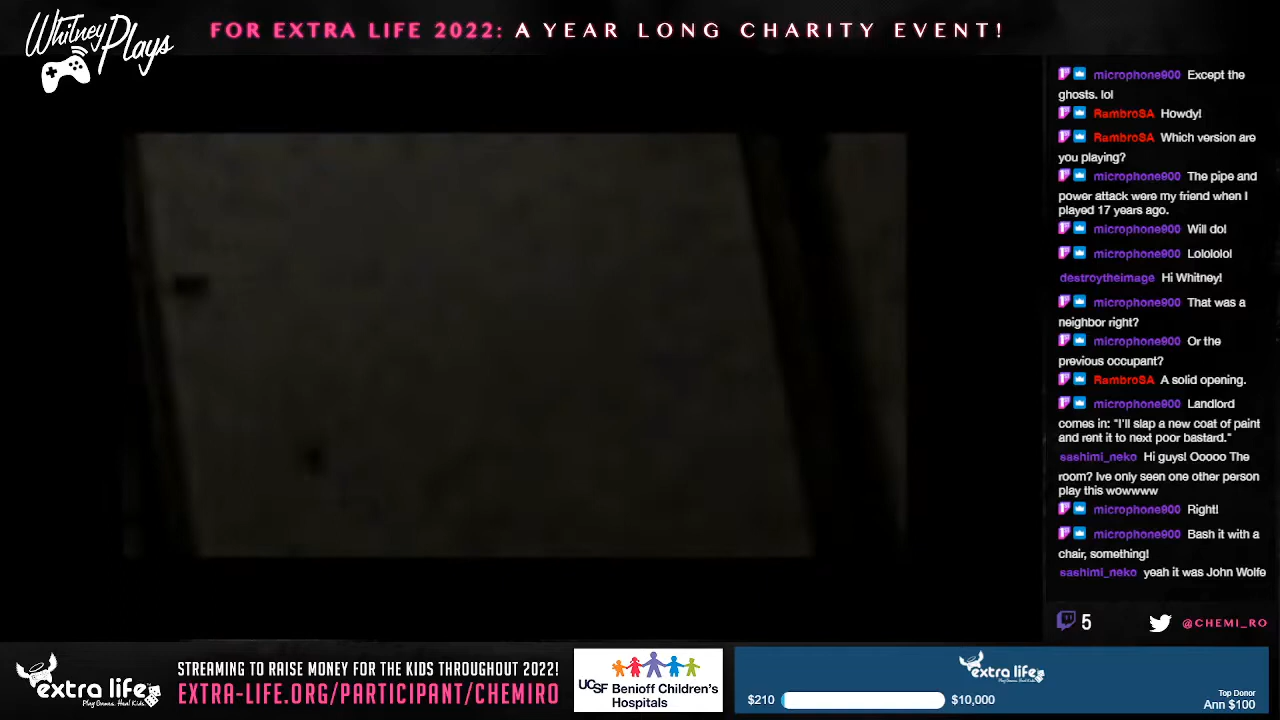 Whitney Plays
FOR EXTRA LIFE 2022: A YEAR LONG CHARITY EVENT!
microphone900 Except the
ghosts. lol
RambroSA Howdy!
RambroSA Which version are
you playing?
microphone900 The pipe and
power attack were my friend when I
played 17 years ago.
microphone900 Will do!
microphone900 Lolololol
destroytheimage Hi Whitney!
microphone900 That was a
neighbor right?
microphone900 Or the
previous occupant?
RambroSA A solid opening.
microphone900 Landlord
comes in: "I'll slap a new coat of paint
and rent it to next poor bastard."
sashimi_neko Hi guys! Ooooo The
room? Ive only seen one other person
play this wowwww
microphone900 Right!
microphone900 Bash it with a
chair, something!
sashimi_neko yeah it was John Wolfe
5
@CHEMI_RO
extra life
Play Games. Heal Kids.
STREAMING TO RAISE MONEY FOR THE KIDS THROUGHOUT 2022!
EXTRA-LIFE.ORG/PARTICIPANT/CHEMIRO
UCSF Benioff Children's
Hospitals
extra life
Play Games. Heal Kids.
$210
$10,000
Top Donor
Ann $100